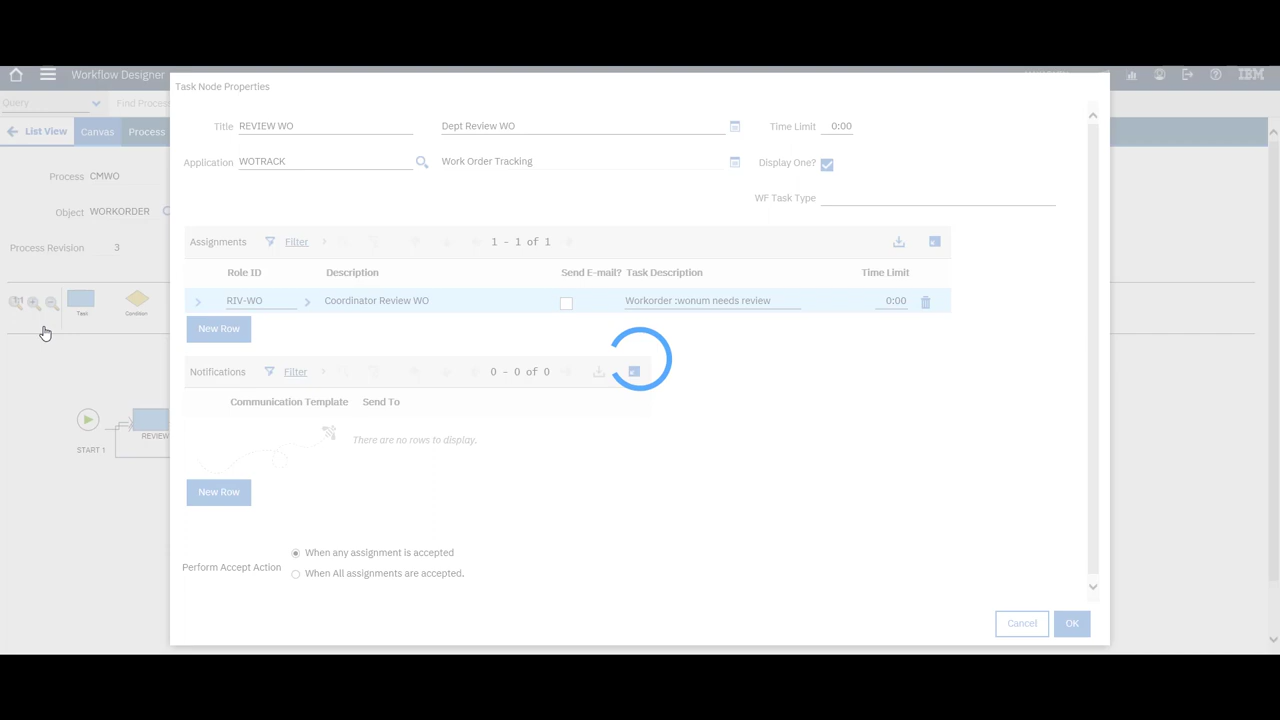 Workflow Designer
IBM
Query
Find Process
List View
Canvas
Process
Process CMWO
Object WORKORDER
Process Revision 3
Task
Condition
START 1
REVIEW
Task Node Properties
Title REVIEW WO Dept Review WO Time Limit 0:00
Application WOTRACK Work Order Tracking Display One?
WF Task Type
Assignments Filter 1 - 1 of 1
Role ID Description Send E-mail? Task Description Time Limit
RIV-WO Coordinator Review WO Workorder :wonum needs review 0:00
New Row
Notifications Filter 0 - 0 of 0
Communication Template Send To
There are no rows to display.
New Row
Perform Accept Action
When any assignment is accepted
When All assignments are accepted.
Cancel OK